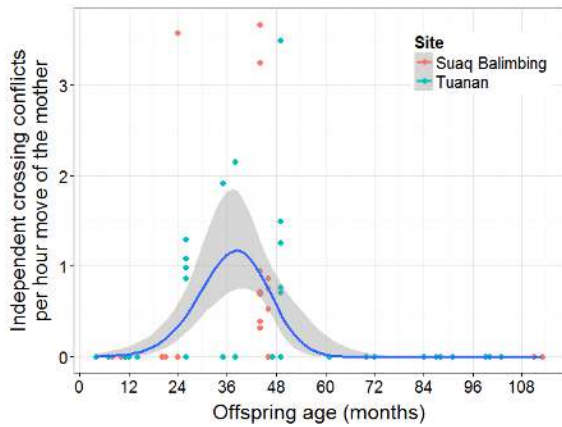 Independent crossing conflicts
per hour move of the mother
3
2
1
0
Site
Suaq Balimbing
Tuanan
0 12 24 36 48 60 72 84 96 108
Offspring age (months)